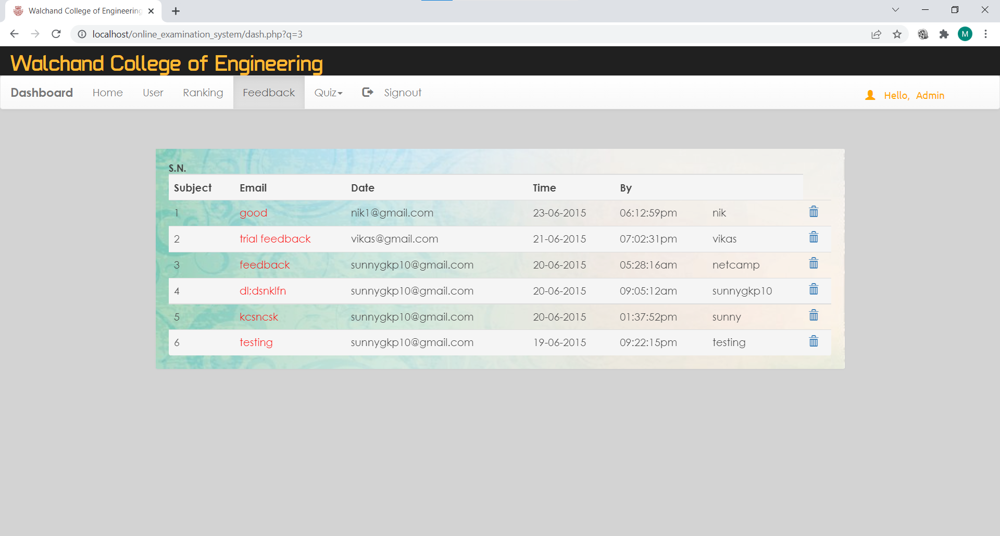 Walchand College of Engineering
localhost/online_examination_system/dash.php?q=3
M
Walchand College of Engineering
Dashboard Home User Ranking Feedback Quiz Signout Hello, Admin
S.N.
Subject Email Date Time By
1 good nik1@gmail.com 23-06-2015 06:12:59pm nik
2 trial feedback vikas@gmail.com 21-06-2015 07:02:31pm vikas
3 feedback sunnygkp10@gmail.com 20-06-2015 05:28:16am netcamp
4 dl;dsnklfn sunnygkp10@gmail.com 20-06-2015 09:05:12am sunnygkp10
5 kcsncsk sunnygkp10@gmail.com 20-06-2015 01:37:52pm sunny
6 testing sunnygkp10@gmail.com 19-06-2015 09:22:15pm testing